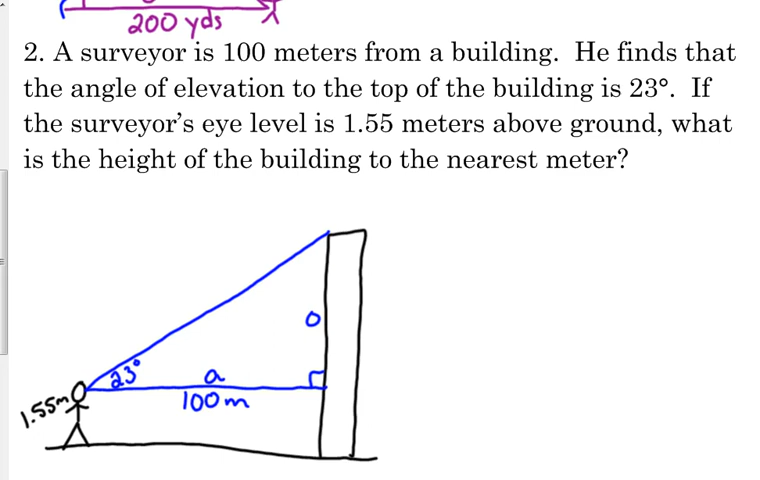 200 yds
2. A surveyor is 100 meters from a building. He finds that
the angle of elevation to the top of the building is 23°. If
the surveyor's eye level is 1.55 meters above ground, what
is the height of the building to the nearest meter?
o
23°
a
1.55m
100 m